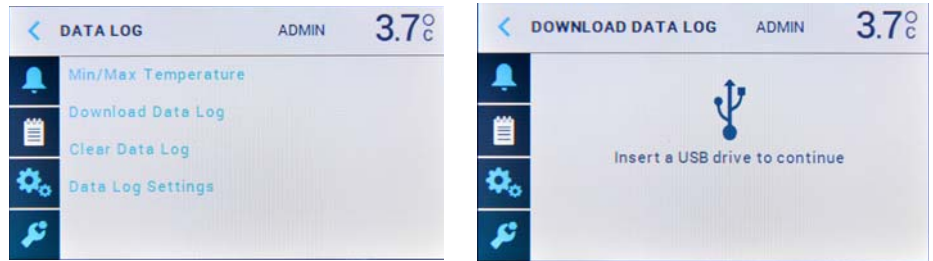 DATA LOG ADMIN 3.7°C
Min/Max Temperature
Download Data Log
Clear Data Log
Data Log Settings
DOWNLOAD DATA LOG ADMIN 3.7°C
Insert a USB drive to continue